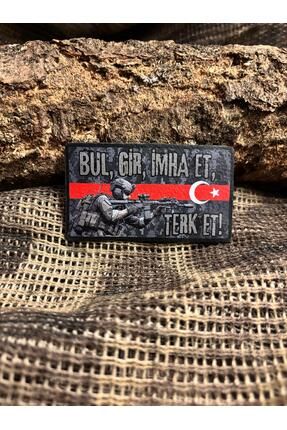 BUL, GİR, İMHA ET,
TERK ET!